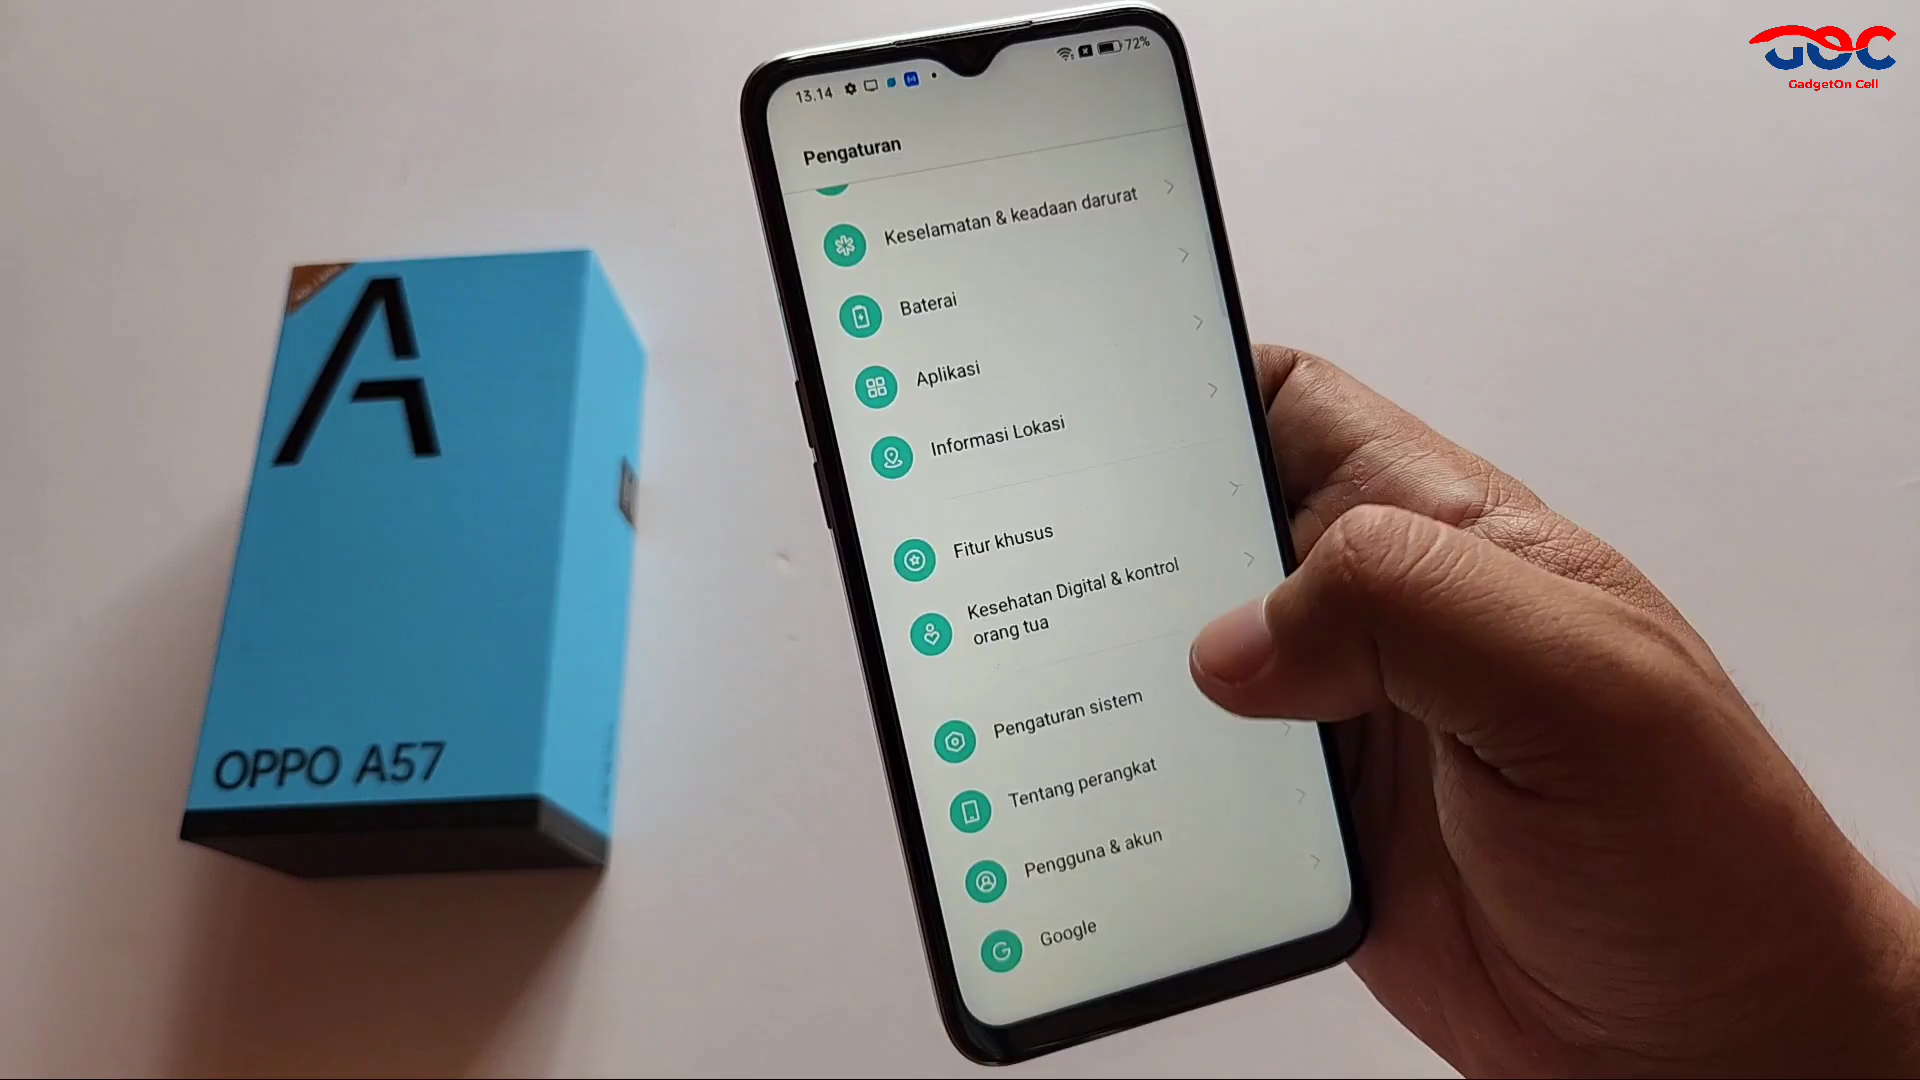 GOC
GadgetOn Cell
13.14
72%
Pengaturan
Keselamatan & keadaan darurat
Baterai
Aplikasi
Informasi Lokasi
Fitur khusus
Kesehatan Digital & kontrol
orang tua
Pengaturan sistem
Tentang perangkat
Pengguna & akun
Google
A
OPPO A57